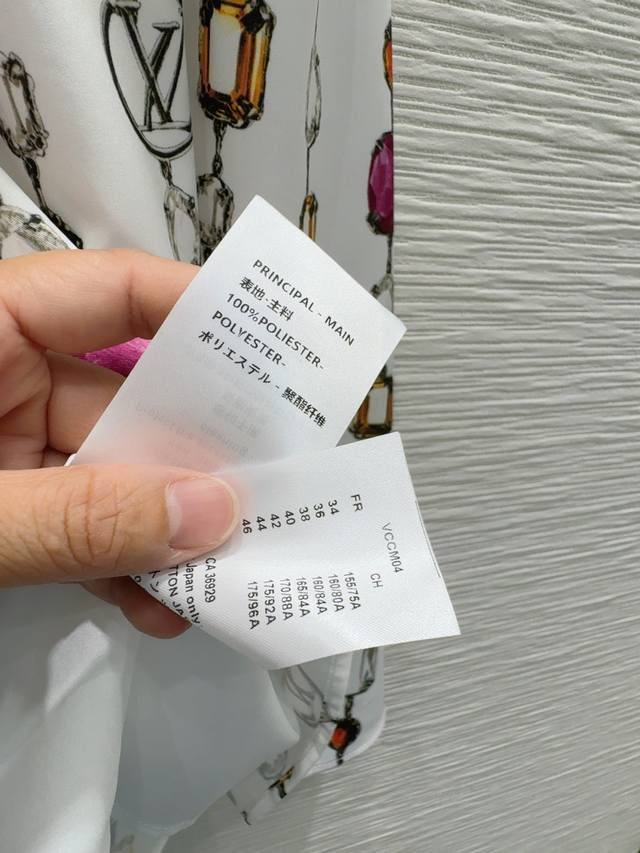 PRINCIPAL - MAIN
表地·主料
100%POLIESTER-
POLYESTER-
ポリエステル - 聚酯纤维
VCCM04
FR CH
34 155/75A
36 160/80A
38 160/84A
40 165/84A
42 170/88A
44 175/92A
46 175/96A
CA 36929
Japan only